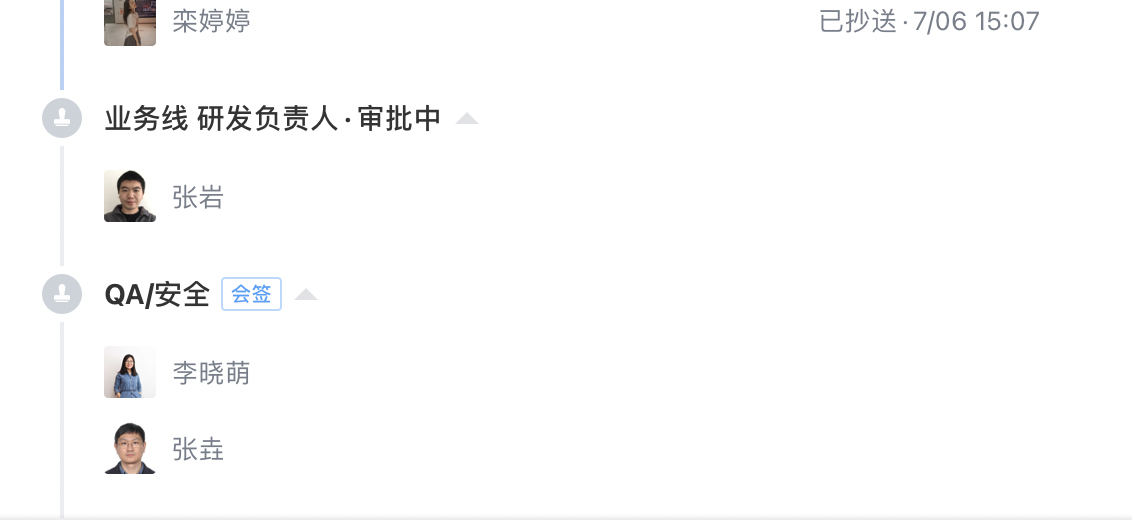 栾婷婷 已抄送 · 7/06 15:07
业务线 研发负责人 · 审批中
张岩
QA/安全 会签
李晓萌
张垚